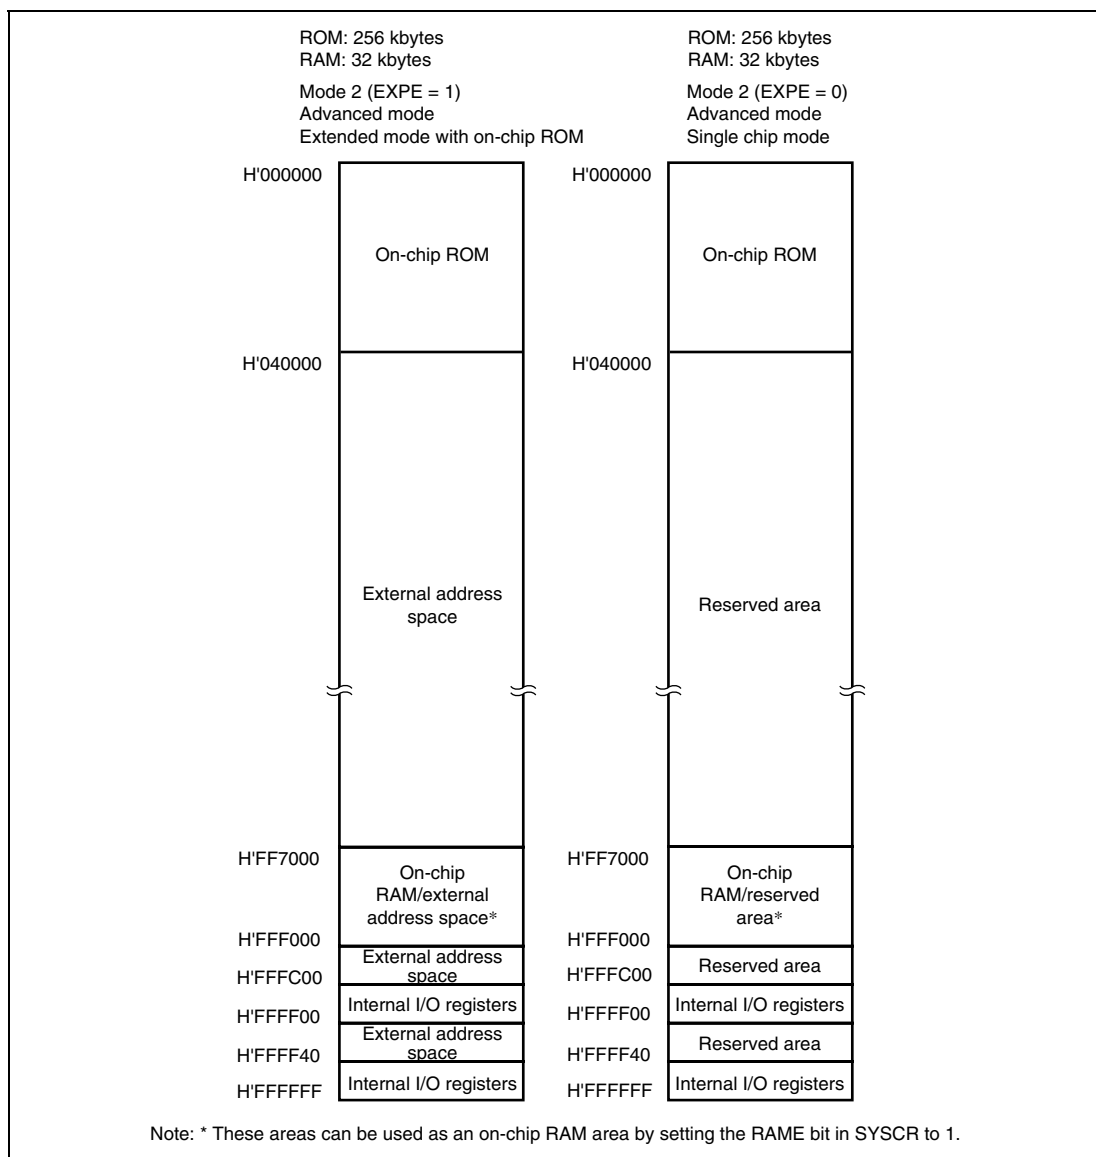 ROM: 256 kbytes
RAM: 32 kbytes
Mode 2 (EXPE = 1)
Advanced mode
Extended mode with on-chip ROM
H'000000
On-chip ROM
H'040000
External address
space
H'FF7000
On-chip
RAM/external
address space*
H'FFF000
External address
space
H'FFFC00
Internal I/O registers
H'FFFF00
External address
space
H'FFFF40
Internal I/O registers
H'FFFFFF
ROM: 256 kbytes
RAM: 32 kbytes
Mode 2 (EXPE = 0)
Advanced mode
Single chip mode
H'000000
On-chip ROM
H'040000
Reserved area
H'FF7000
On-chip
RAM/reserved
area*
H'FFF000
Reserved area
H'FFFC00
Internal I/O registers
H'FFFF00
Reserved area
H'FFFF40
Internal I/O registers
H'FFFFFF
Note: * These areas can be used as an on-chip RAM area by setting the RAME bit in SYSCR to 1.